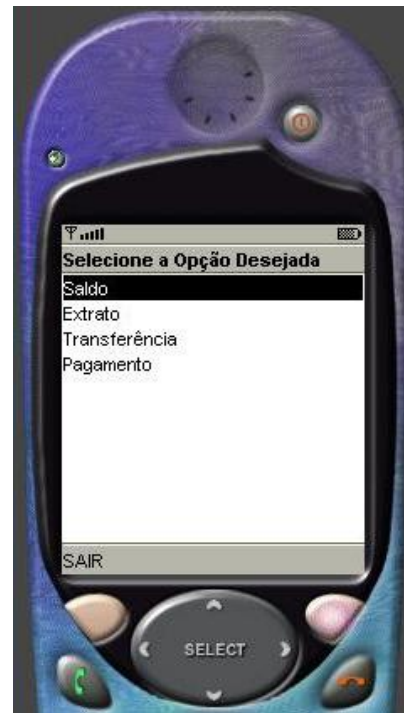 Selecione a Opção Desejada
Saldo
Extrato
Transferência
Pagamento
SAIR
SELECT